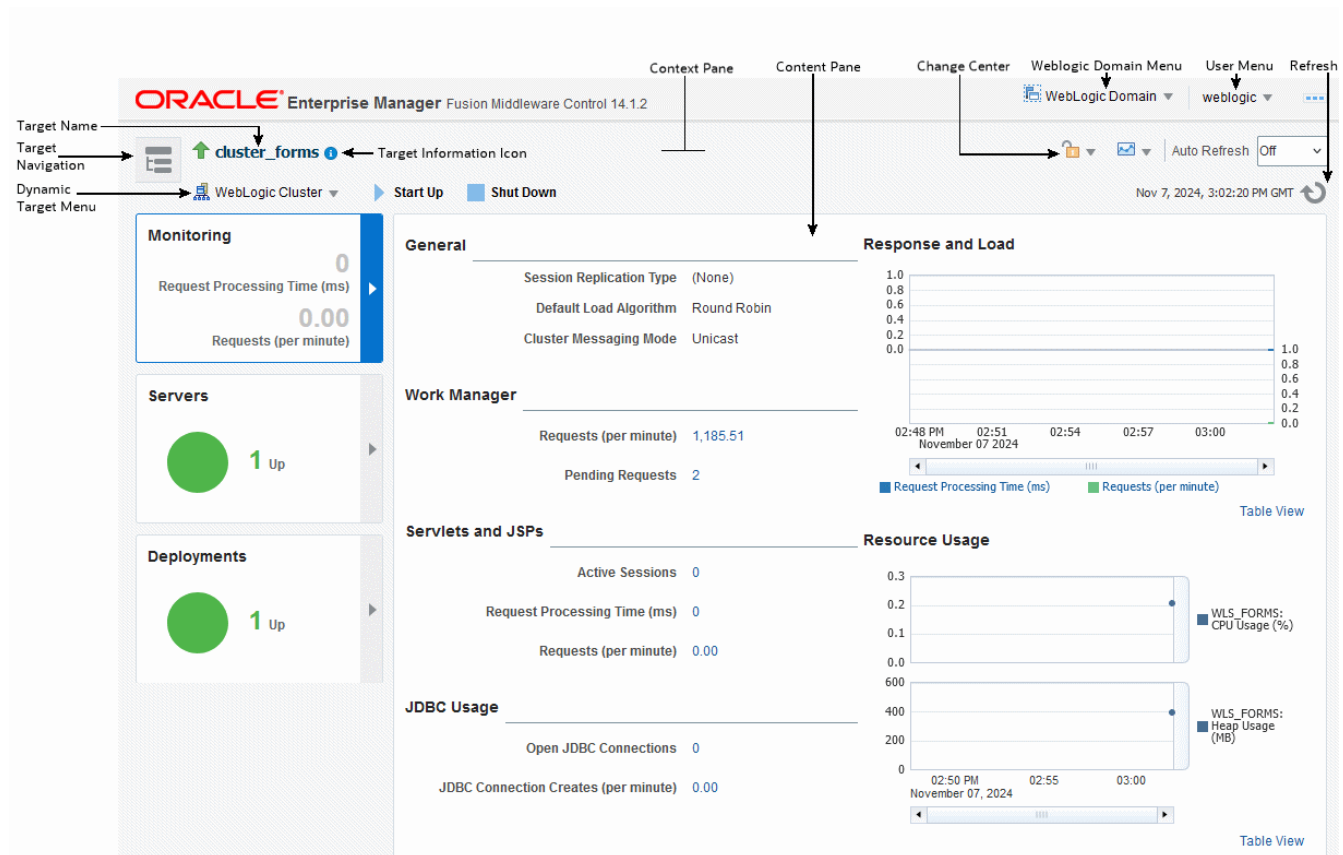 Context Pane
Content Pane
Change Center
Weblogic Domain Menu
User Menu
Refresh
ORACLE Enterprise Manager Fusion Middleware Control 14.1.2
WebLogic Domain
weblogic
Target Name
Target
Navigation
Dynamic
Target Menu
cluster_forms
Target Information Icon
Auto Refresh
Off
WebLogic Cluster
Start Up
Shut Down
Nov 7, 2024, 3:02:20 PM GMT
Monitoring
0
Request Processing Time (ms)
0.00
Requests (per minute)
Servers
1 Up
Deployments
1 Up
General
Session Replication Type (None)
Default Load Algorithm Round Robin
Cluster Messaging Mode Unicast
Work Manager
Requests (per minute) 1,185.51
Pending Requests 2
Servlets and JSPs
Active Sessions 0
Request Processing Time (ms) 0
Requests (per minute) 0.00
JDBC Usage
Open JDBC Connections 0
JDBC Connection Creates (per minute) 0.00
Response and Load
1.0
0.8
0.6
0.4
0.2
0.0
1.0
0.8
0.6
0.4
0.2
0.0
02:48 PM 02:51 02:54 02:57 03:00
November 07 2024
Request Processing Time (ms) Requests (per minute)
Table View
Resource Usage
0.3
0.2
0.1
0.0
WLS_FORMS:
CPU Usage (%)
600
400
200
0
WLS_FORMS:
Heap Usage
(MB)
02:50 PM 02:55 03:00
November 07, 2024
Table View